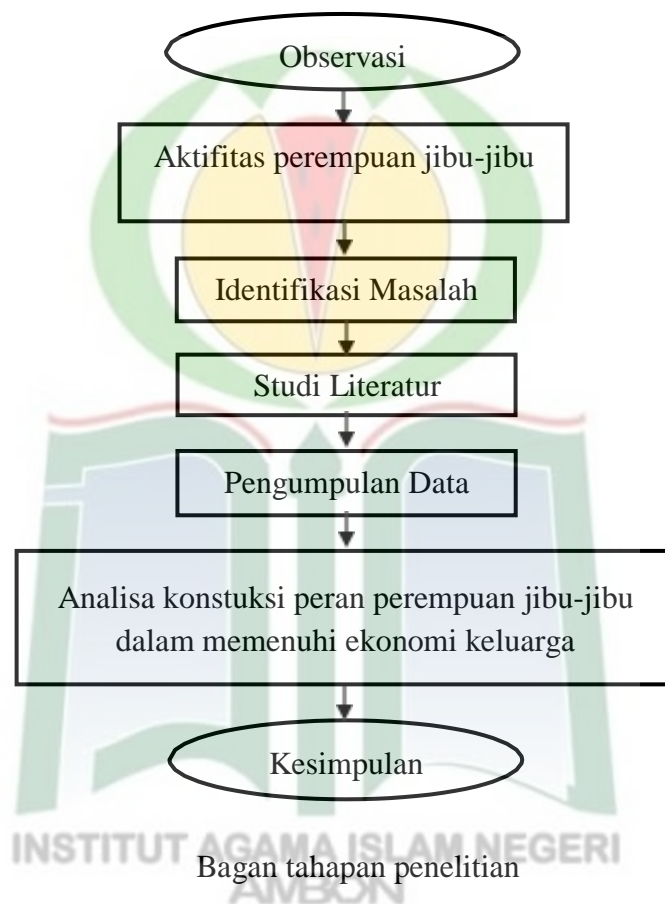 Observasi
Aktifitas perempuan jibu-jibu
Identifikasi Masalah
Studi Literatur
Pengumpulan Data
Analisa konstuksi peran perempuan jibu-jibu
dalam memenuhi ekonomi keluarga
Kesimpulan
INSTITUT AGAMA ISLAM NEGERI
Bagan tahapan penelitian
AMBON